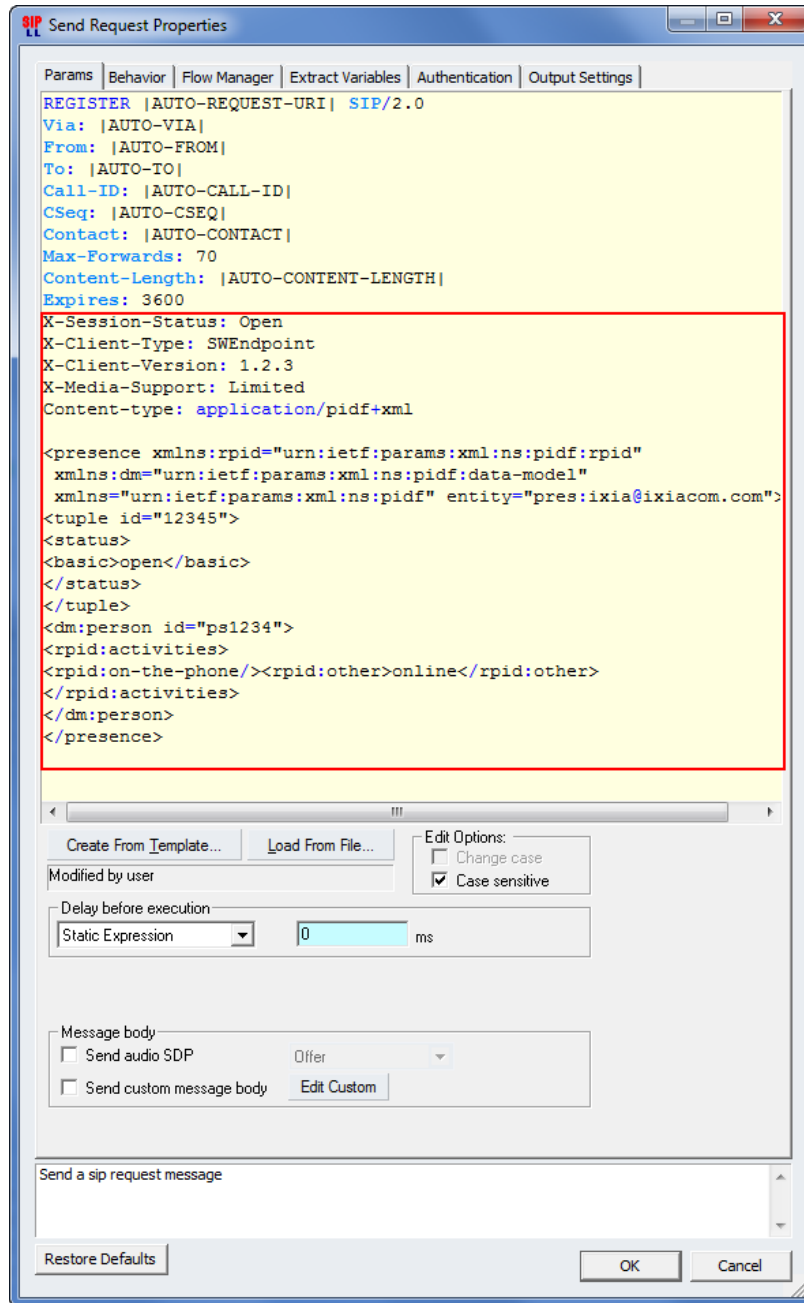 SIP
LL
Send Request Properties
Params Behavior Flow Manager Extract Variables Authentication Output Settings
REGISTER |AUTO-REQUEST-URI| SIP/2.0
Via: |AUTO-VIA|
From: |AUTO-FROM|
To: |AUTO-TO|
Call-ID: |AUTO-CALL-ID|
CSeq: |AUTO-CSEQ|
Contact: |AUTO-CONTACT|
Max-Forwards: 70
Content-Length: |AUTO-CONTENT-LENGTH|
Expires: 3600
X-Session-Status: Open
X-Client-Type: SWEndpoint
X-Client-Version: 1.2.3
X-Media-Support: Limited
Content-type: application/pidf+xml
<presence xmlns:rpid="urn:ietf:params:xml:ns:pidf:rpid"
xmlns:dm="urn:ietf:params:xml:ns:pidf:data-model"
xmlns="urn:ietf:params:xml:ns:pidf" entity="pres:ixia@ixiacom.com">
<tuple id="12345">
<status>
<basic>open</basic>
</status>
</tuple>
<dm:person id="ps1234">
<rpid:activities>
<rpid:on-the-phone/><rpid:other>online</rpid:other>
</rpid:activities>
</dm:person>
</presence>
Create From Template... Load From File... Edit Options:
Change case
Modified by user
Case sensitive
Delay before execution
Static Expression 0 ms
Message body
Send audio SDP Offer
Send custom message body Edit Custom
Send a sip request message
Restore Defaults OK Cancel